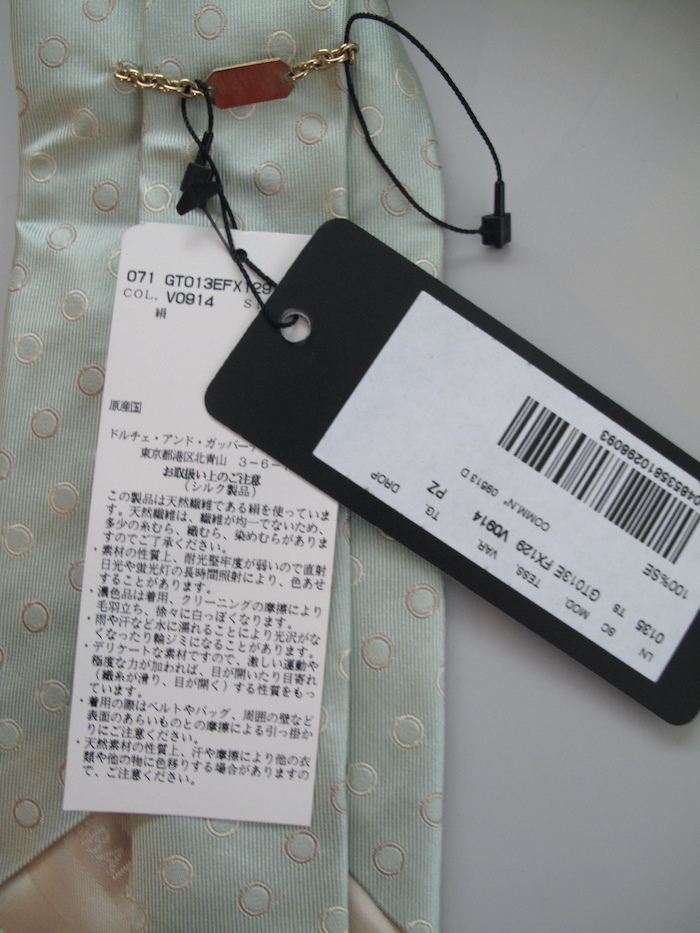 071 GT013EFX129
COL. V0914
絹
原産国
ドルチェ・アンド・ガッバーナ
東京都港区北青山 3-6-
お取扱い上のご注意
(シルク製品)
この製品は天然繊維である絹を使っていま
す。天然繊維は、繊維が均一でないため、
多少の糸むら、織むら、染めむらがありま
すのでご了承ください。
・素材の性質上、耐光堅牢度が弱いので直射
日光や蛍光灯の長時間照射により、色あせ
することがあります。
・濃色品は着用、クリーニングの摩擦により
毛羽立ち、徐々に白っぽくなります。
・雨や汗など水に濡れることにより光沢がな
くなったり輪ジミになることがあります。
・デリケートな素材ですので、激しい運動や
極度な力が加われば、目が開いたり目寄れ
(織糸が滑り、目が開く)する性質をもっ
ています。
・着用の際はベルトやバッグ、周囲の壁など
表面のあらいものとの摩擦による引っ掛か
りにご注意ください。
・天然素材の性質上、汗や摩擦により他の衣
類や他の物に色移りする場合がありますの
で、ご注意ください。
LN SC MOD. TESS. VAR. TG DROP
0135 TS GT013E FX129 V0914 PZ
100%SE COMM.N° 09513 D